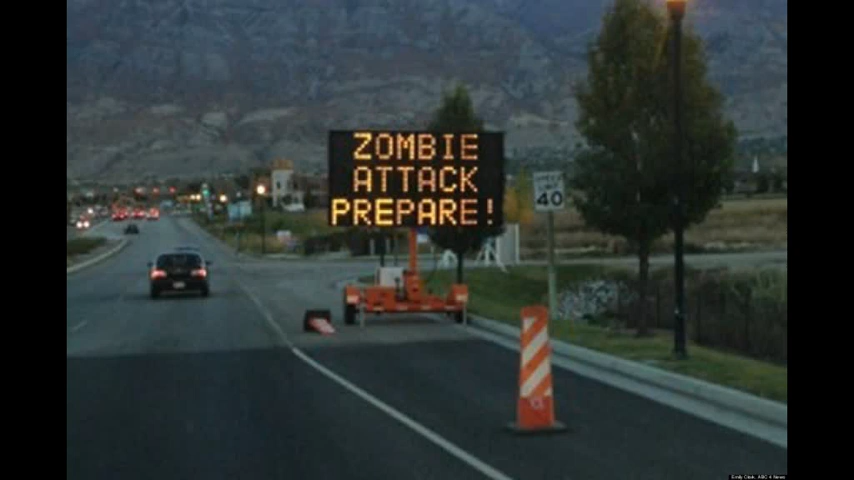 ZOMBIE
ATTACK
PREPARE!
SPEED
LIMIT
40